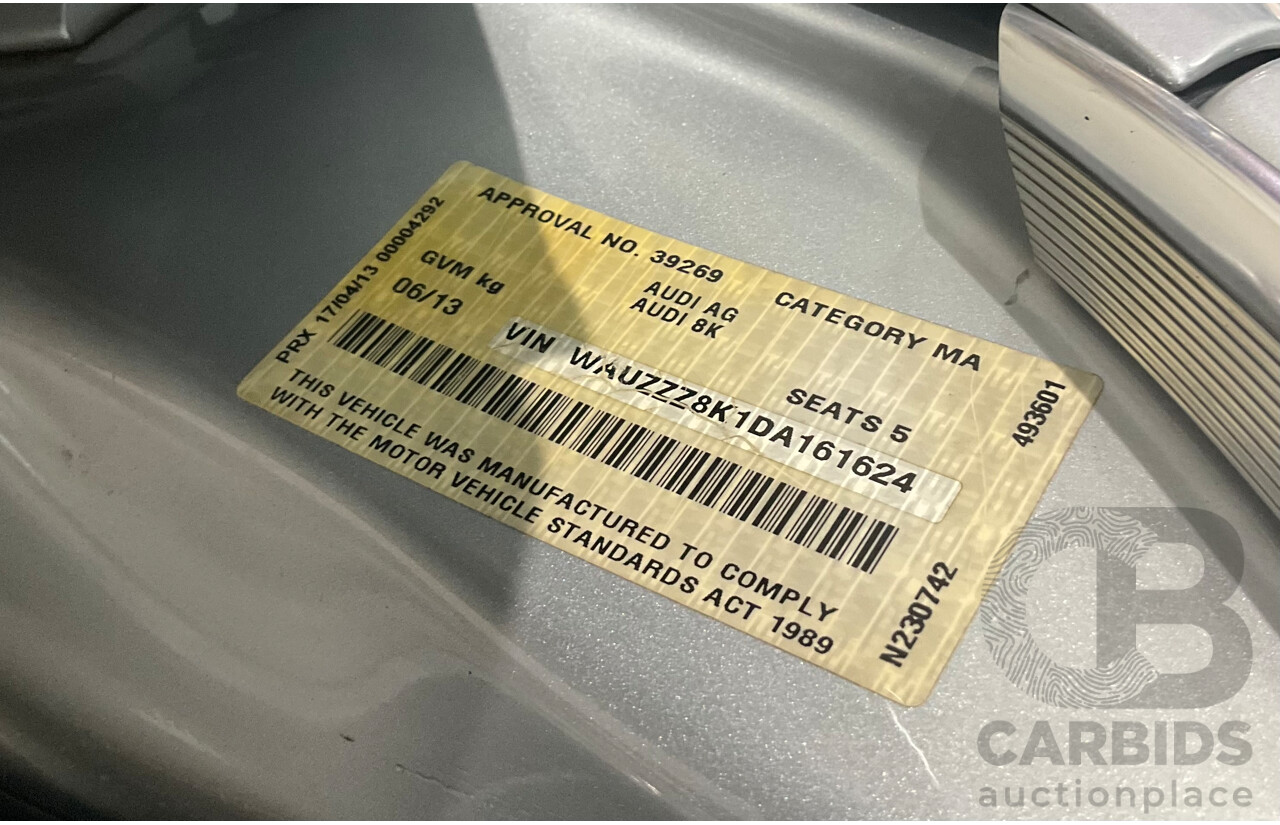 APPROVAL NO. 39269
CATEGORY MA
GVM kg
AUDI AG
06/13
AUDI 8K
SEATS 5
VIN WAUZZZ8K1DA161624
THIS VEHICLE WAS MANUFACTURED TO COMPLY
WITH THE MOTOR VEHICLE STANDARDS ACT 1989
PRX 17/04/13 00004292
493601
N230742
CB
CARBIDS
auctionplace